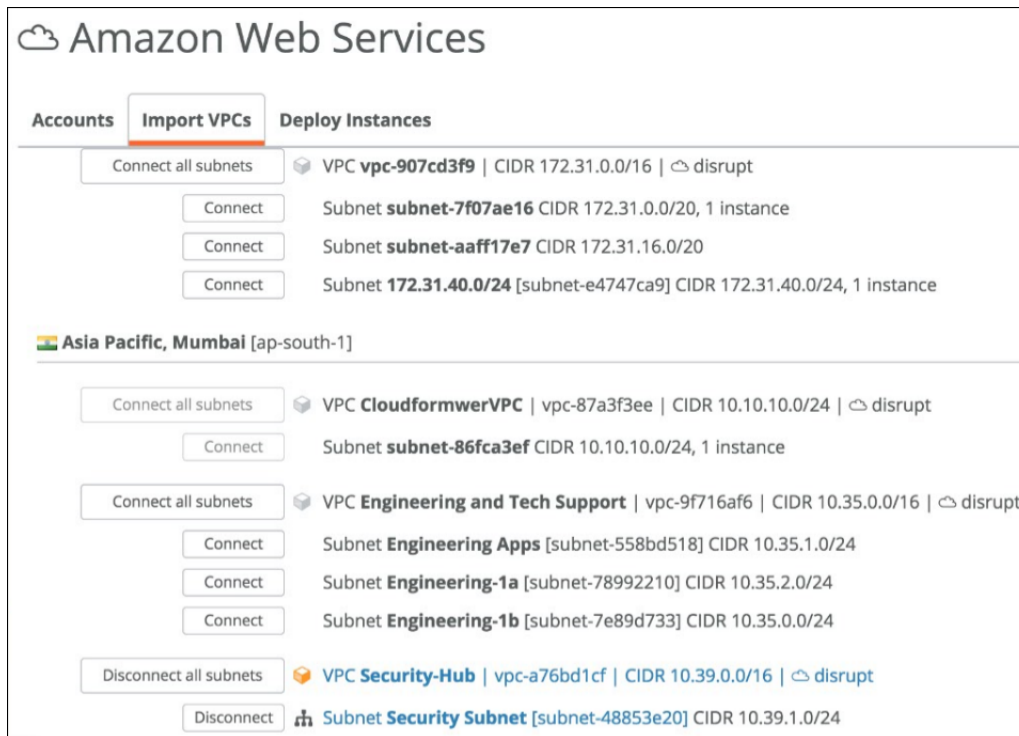 Amazon Web Services
Accounts Import VPCs Deploy Instances
Connect all subnets VPC vpc-907cd3f9 | CIDR 172.31.0.0/16 | disrupt
Connect Subnet subnet-7f07ae16 CIDR 172.31.0.0/20, 1 instance
Connect Subnet subnet-aaff17e7 CIDR 172.31.16.0/20
Connect Subnet 172.31.40.0/24 [subnet-e4747ca9] CIDR 172.31.40.0/24, 1 instance
Asia Pacific, Mumbai [ap-south-1]
Connect all subnets VPC CloudformwerVPC | vpc-87a3f3ee | CIDR 10.10.10.0/24 | disrupt
Connect Subnet subnet-86fca3ef CIDR 10.10.10.0/24, 1 instance
Connect all subnets VPC Engineering and Tech Support | vpc-9f716af6 | CIDR 10.35.0.0/16 | disrupt
Connect Subnet Engineering Apps [subnet-558bd518] CIDR 10.35.1.0/24
Connect Subnet Engineering-1a [subnet-78992210] CIDR 10.35.2.0/24
Connect Subnet Engineering-1b [subnet-7e89d733] CIDR 10.35.0.0/24
Disconnect all subnets VPC Security-Hub | vpc-a76bd1cf | CIDR 10.39.0.0/16 | disrupt
Disconnect Subnet Security Subnet [subnet-48853e20] CIDR 10.39.1.0/24